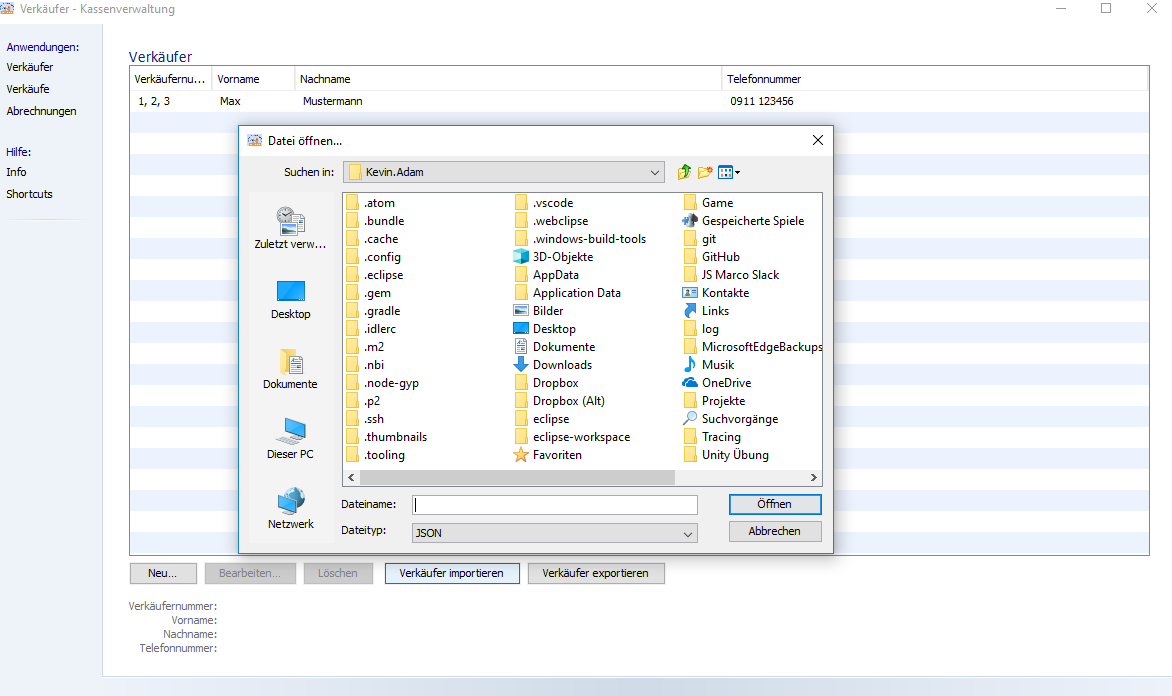 Verkäufer - Kassenverwaltung
Anwendungen:
Verkäufer
Verkäufe
Abrechnungen
Hilfe:
Info
Shortcuts
Verkäufer
Verkäufernu... Vorname Nachname Telefonnummer
1, 2, 3 Max Mustermann 0911 123456
Datei öffnen...
Suchen in: Kevin.Adam
Zuletzt verw...
Desktop
Dokumente
Dieser PC
Netzwerk
.atom
.bundle
.cache
.config
.eclipse
.gem
.gradle
.idlerc
.m2
.nbi
.node-gyp
.p2
.ssh
.thumbnails
.tooling
.vscode
.webclipse
.windows-build-tools
3D-Objekte
AppData
Application Data
Bilder
Desktop
Dokumente
Downloads
Dropbox
Dropbox (Alt)
eclipse
eclipse-workspace
Favoriten
Game
Gespeicherte Spiele
git
GitHub
JS Marco Slack
Kontakte
Links
log
MicrosoftEdgeBackups
Musik
OneDrive
Projekte
Suchvorgänge
Tracing
Unity Übung
Dateiname: Öffnen
Dateityp: JSON Abbrechen
Neu... Bearbeiten... Löschen Verkäufer importieren Verkäufer exportieren
Verkäufernummer:
Vorname:
Nachname:
Telefonnummer: